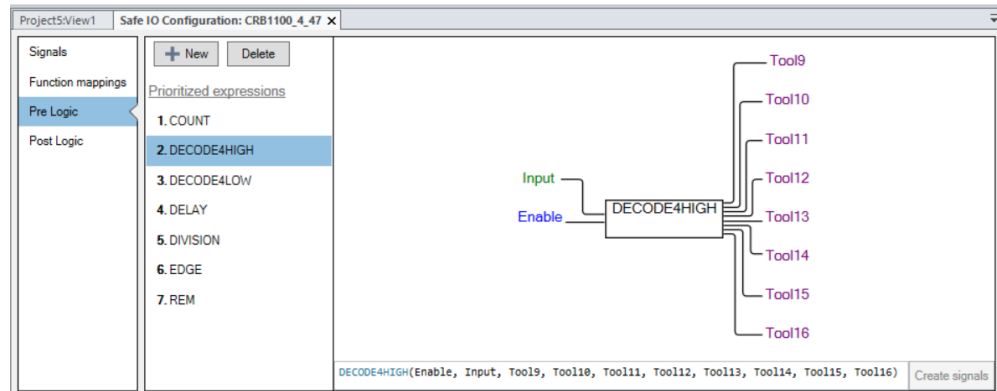 Project5:View1
Safe IO Configuration: CRB1100_4_47
Signals
Function mappings
Pre Logic
Post Logic
New
Delete
Prioritized expressions
1. COUNT
2. DECODE4HIGH
3. DECODE4LOW
4. DELAY
5. DIVISION
6. EDGE
7. REM
Input
Enable
DECODE4HIGH
Tool9
Tool10
Tool11
Tool12
Tool13
Tool14
Tool15
Tool16
DECODE4HIGH(Enable, Input, Tool9, Tool10, Tool11, Tool12, Tool13, Tool14, Tool15, Tool16)
Create signals